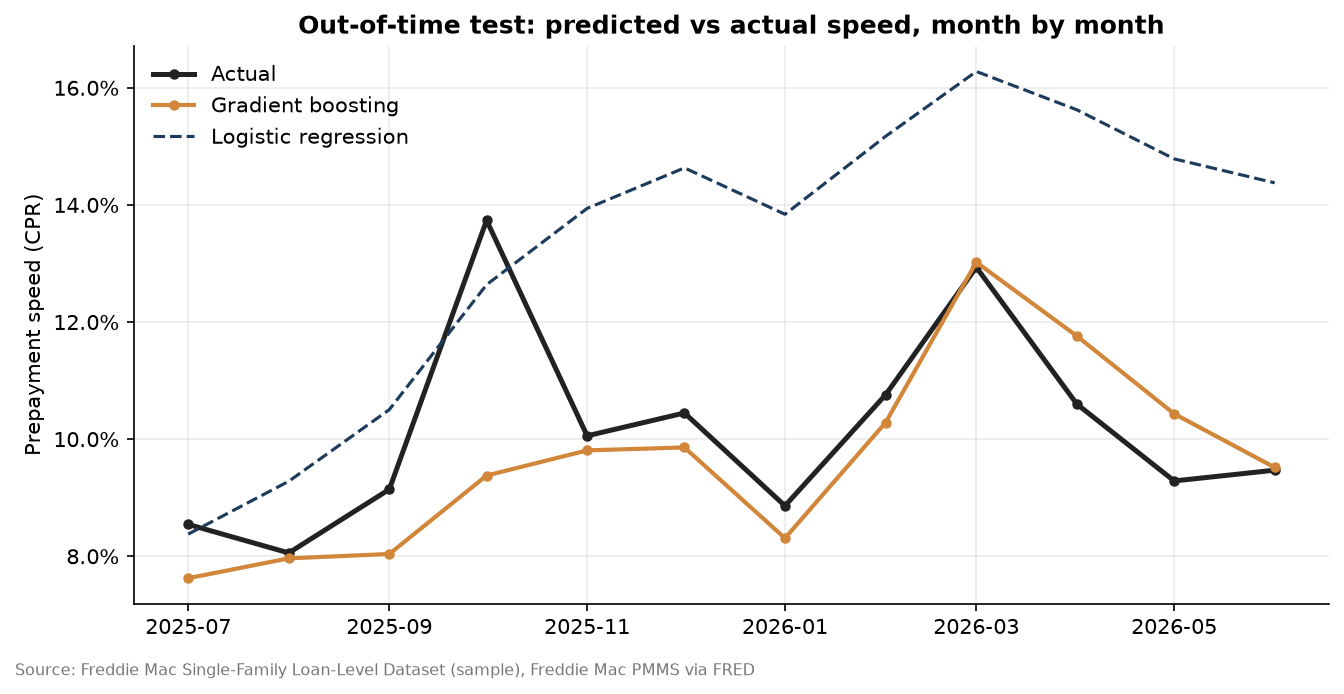 Out-of-time test: predicted vs actual speed, month by month
Actual
Gradient boosting
Logistic regression
Prepayment speed (CPR)
16.0%
14.0%
12.0%
10.0%
8.0%
2025-07
2025-09
2025-11
2026-01
2026-03
2026-05
Source: Freddie Mac Single-Family Loan-Level Dataset (sample), Freddie Mac PMMS via FRED